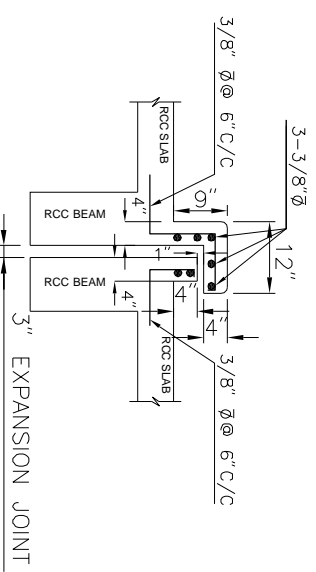 3-3/8"Ø
3/8" Ø@ 6"C/C
3/8" Ø@ 6"C/C
12"
9"
4"
1"
4"
4"
4"
RCC SLAB
RCC SLAB
RCC BEAM
RCC BEAM
3" EXPANSION JOINT